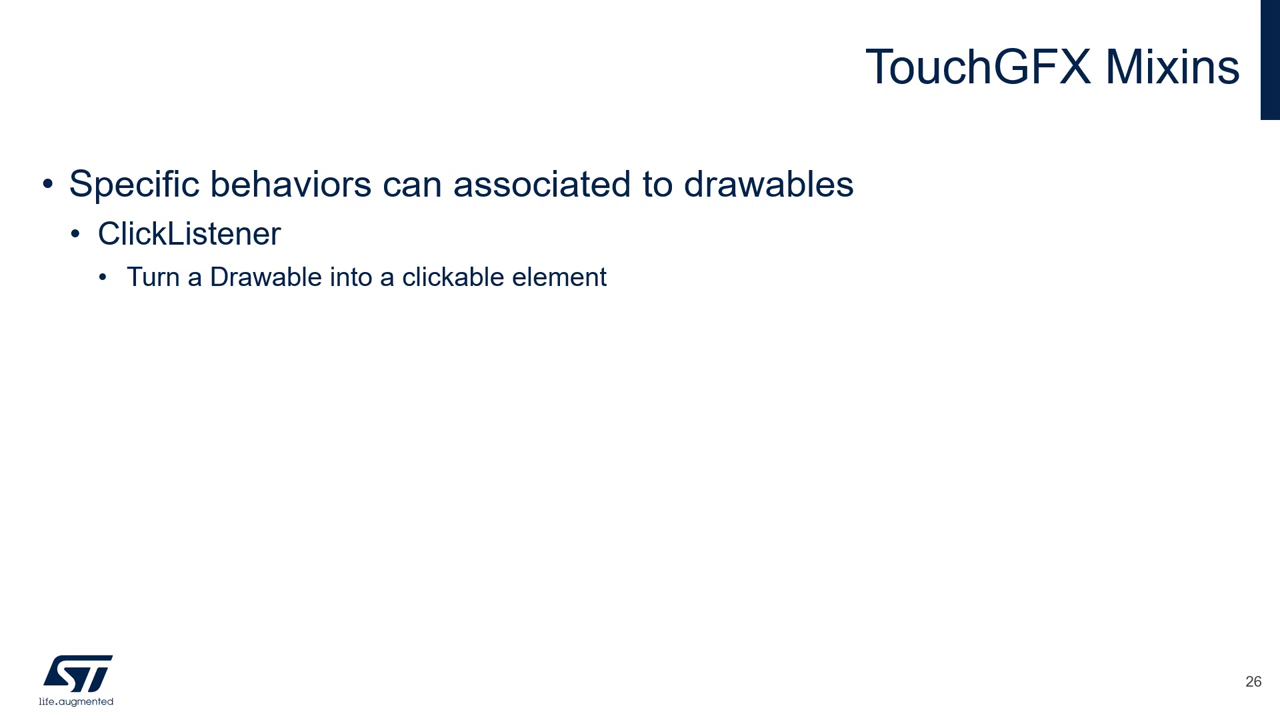 TouchGFX Mixins
• Specific behaviors can associated to drawables
• ClickListener
• Turn a Drawable into a clickable element
ST
life.augmented
26